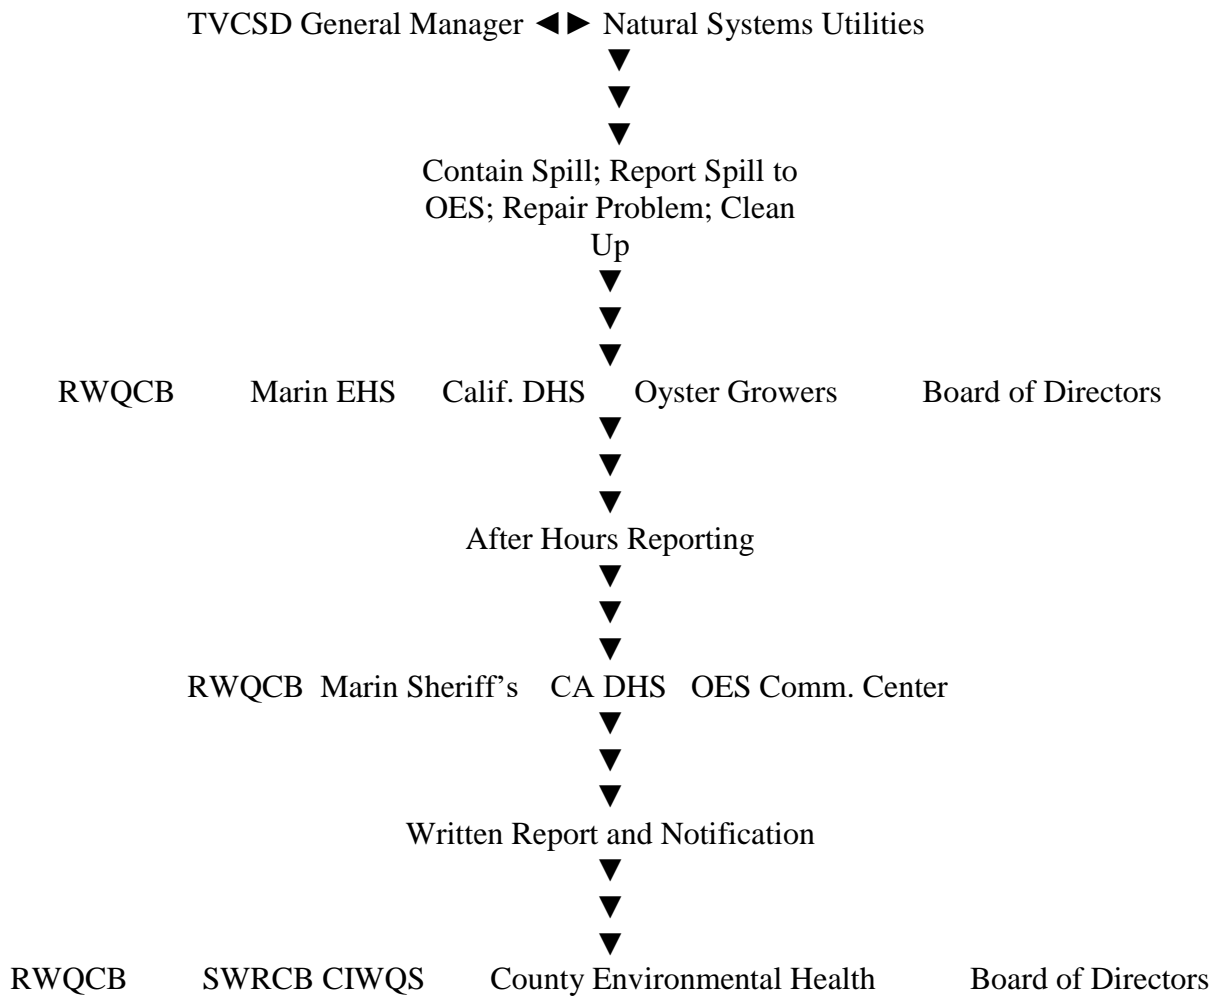 TVCSD General Manager ◄► Natural Systems Utilities
▼
▼
▼
Contain Spill; Report Spill to
OES; Repair Problem; Clean
Up
▼
▼
▼
RWQCB Marin EHS Calif. DHS Oyster Growers Board of Directors
▼
▼
▼
After Hours Reporting
▼
▼
▼
RWQCB Marin Sheriff’s CA DHS OES Comm. Center
▼
▼
▼
Written Report and Notification
▼
▼
▼
RWQCB SWRCB CIWQS County Environmental Health Board of Directors